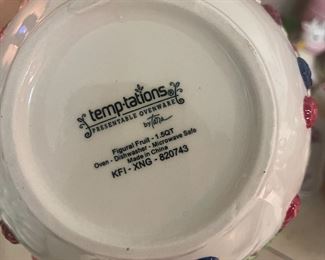 temp-tations®
PRESENTABLE OVENWARE
by Tara
Figural Fruit - 1.5QT
Oven - Dishwasher - Microwave Safe
Made in China
KFI - XNG - 820743